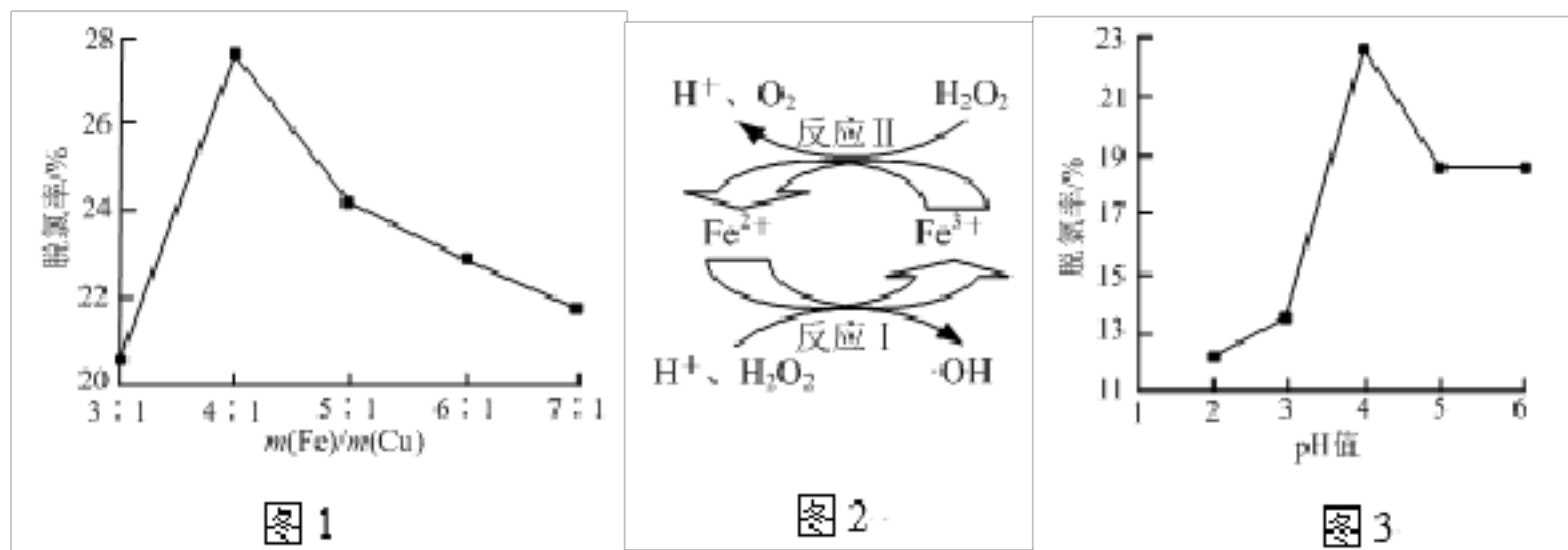 28
26
24
22
20
脱氯率/%
3∶1 4∶1 5∶1 6∶1 7∶1
m(Fe)/m(Cu)
图 1
H⁺、O₂ H₂O₂
反应Ⅱ
Fe²⁺ Fe³⁺
反应Ⅰ
H⁺、H₂O₂ ·OH
图 2
23
21
19
17
15
13
11
脱氯率/%
1 2 3 4 5 6
pH值
图 3